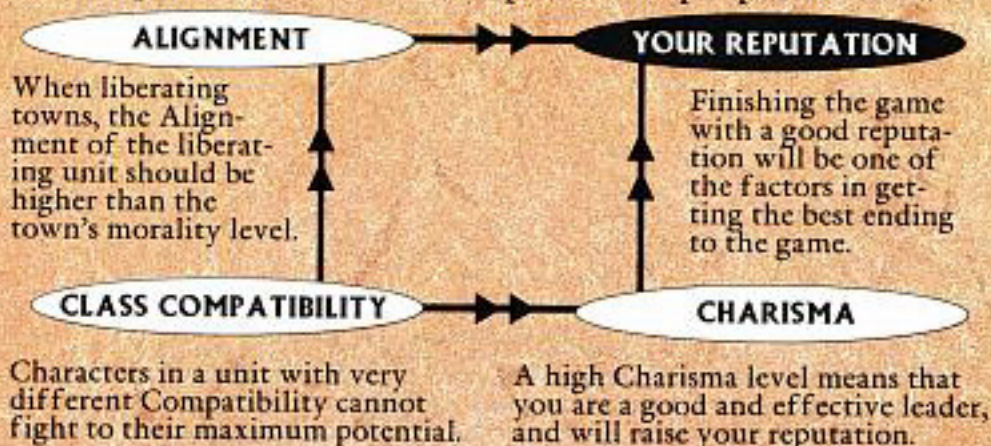 ALIGNMENT
YOUR REPUTATION
When liberating
towns, the Align-
ment of the liberat-
ing unit should be
higher than the
town's morality level.
Finishing the game
with a good reputa-
tion will be one of
the factors in get-
ting the best ending
to the game.
CLASS COMPATIBILITY
CHARISMA
Characters in a unit with very
different Compatibility cannot
fight to their maximum potential.
A high Charisma level means that
you are a good and effective leader,
and will raise your reputation.